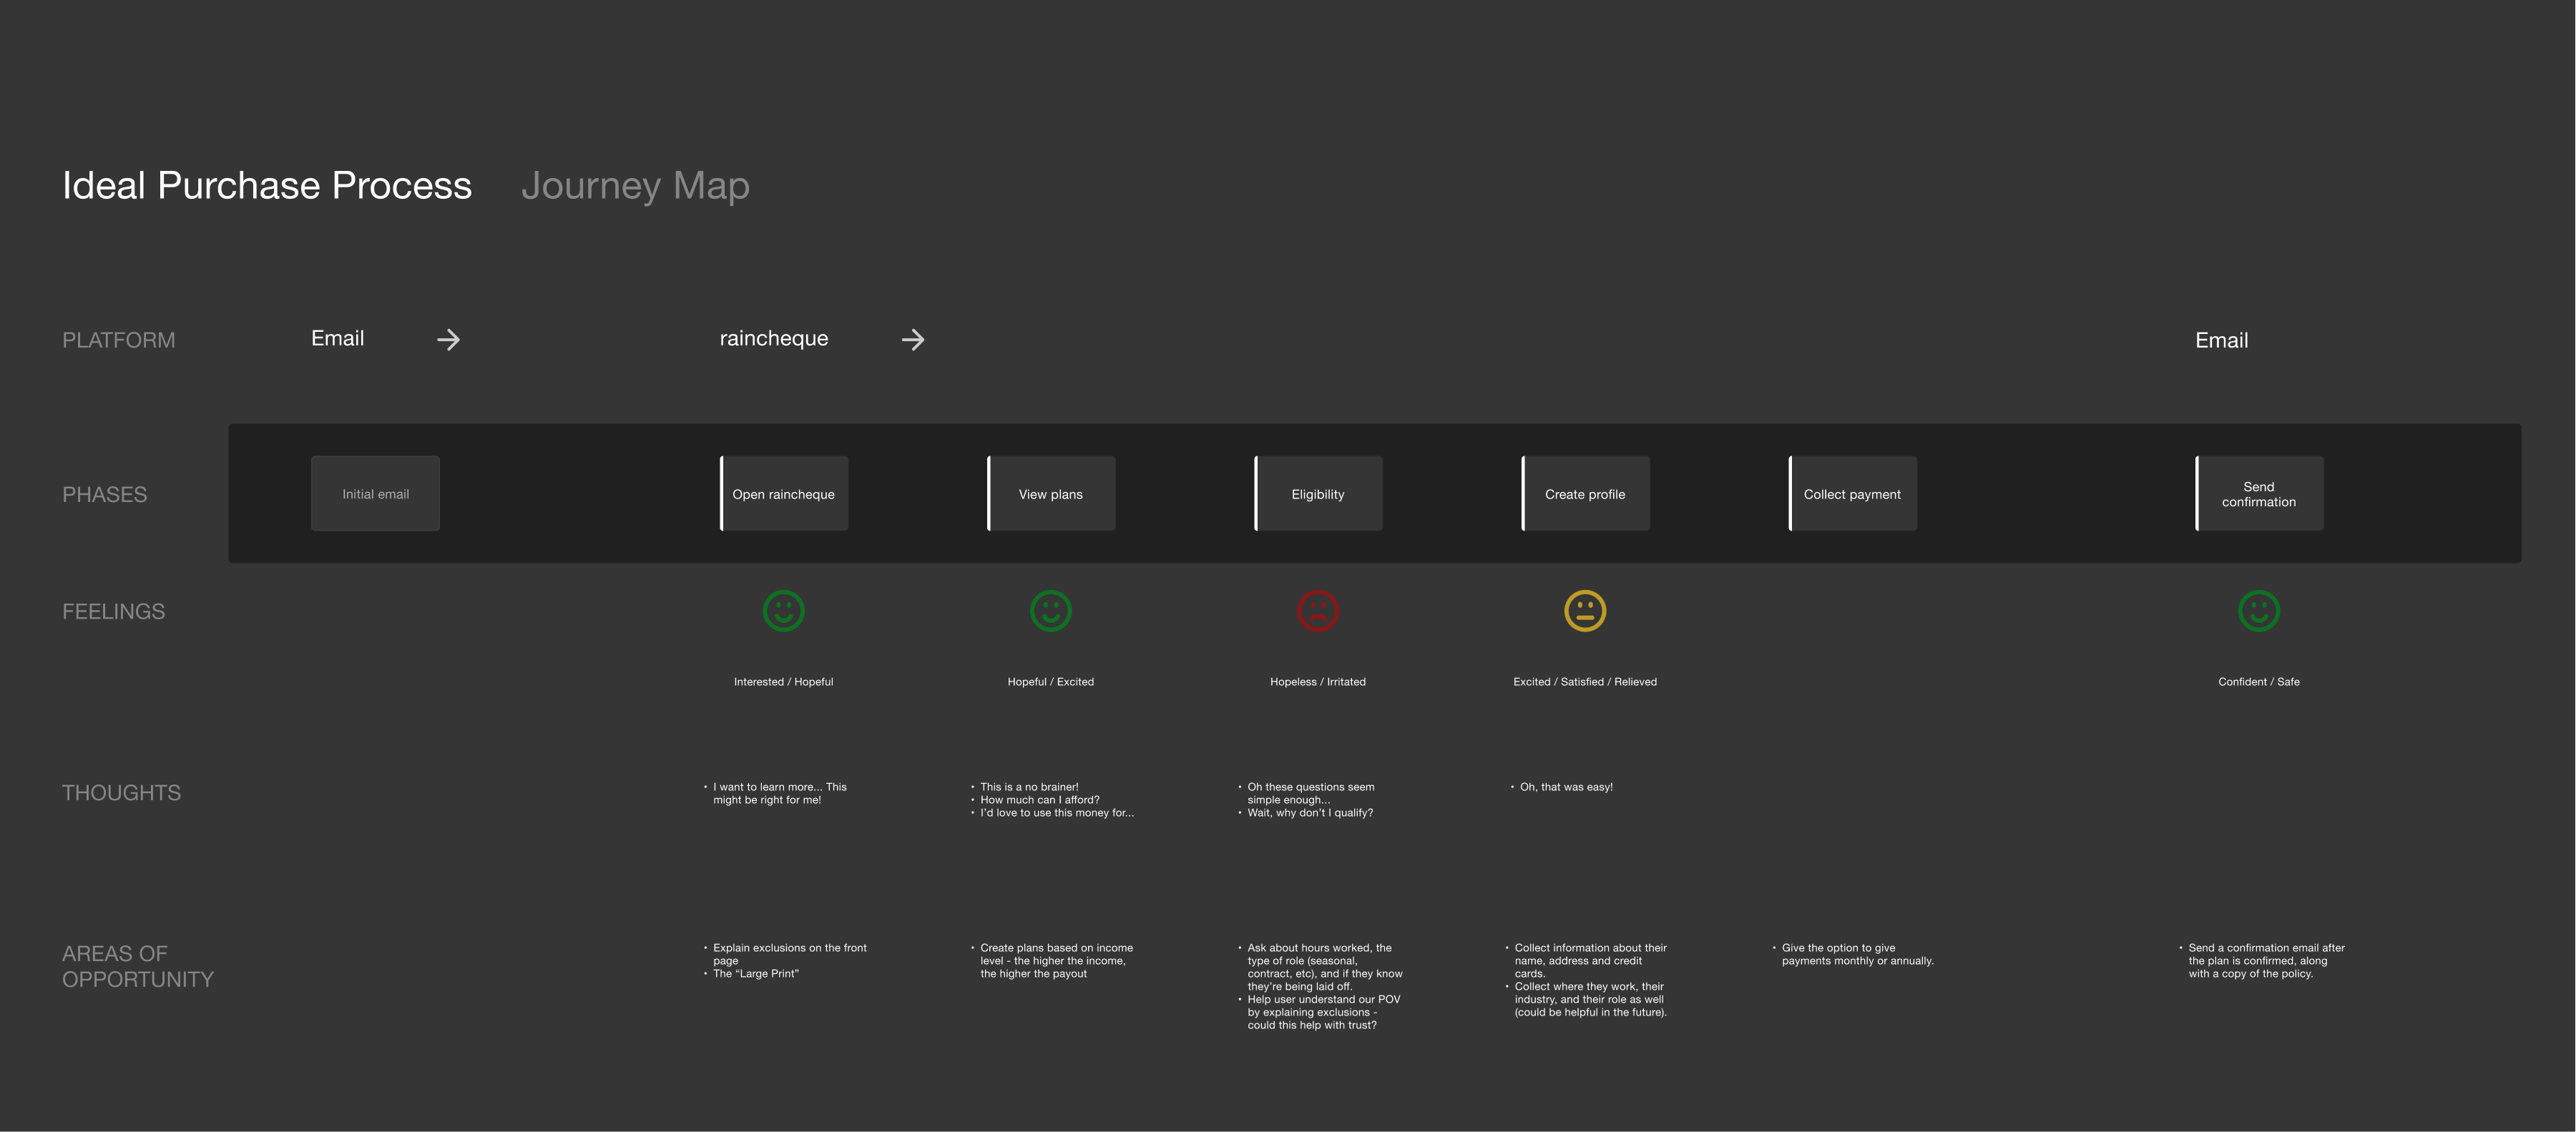 Ideal Purchase Process Journey Map
PLATFORM
Email
raincheque
Email
PHASES
Initial email
Open raincheque
View plans
Eligibility
Create profile
Collect payment
Send
confirmation
FEELINGS
Interested / Hopeful
Hopeful / Excited
Hopeless / Irritated
Excited / Satisfied / Relieved
Confident / Safe
THOUGHTS
• I want to learn more... This
might be right for me!
• This is a no brainer!
• How much can I afford?
• I'd love to use this money for...
• Oh these questions seem
simple enough...
• Wait, why don't I qualify?
• Oh, that was easy!
AREAS OF
OPPORTUNITY
• Explain exclusions on the front
page
• The “Large Print”
• Create plans based on income
level - the higher the income,
the higher the payout
• Ask about hours worked, the
type of role (seasonal,
contract, etc), and if they know
they're being laid off.
• Help user understand our POV
by explaining exclusions -
could this help with trust?
• Collect information about their
name, address and credit
cards.
• Collect where they work, their
industry, and their role as well
(could be helpful in the future).
• Give the option to give
payments monthly or annually.
• Send a confirmation email after
the plan is confirmed, along
with a copy of the policy.